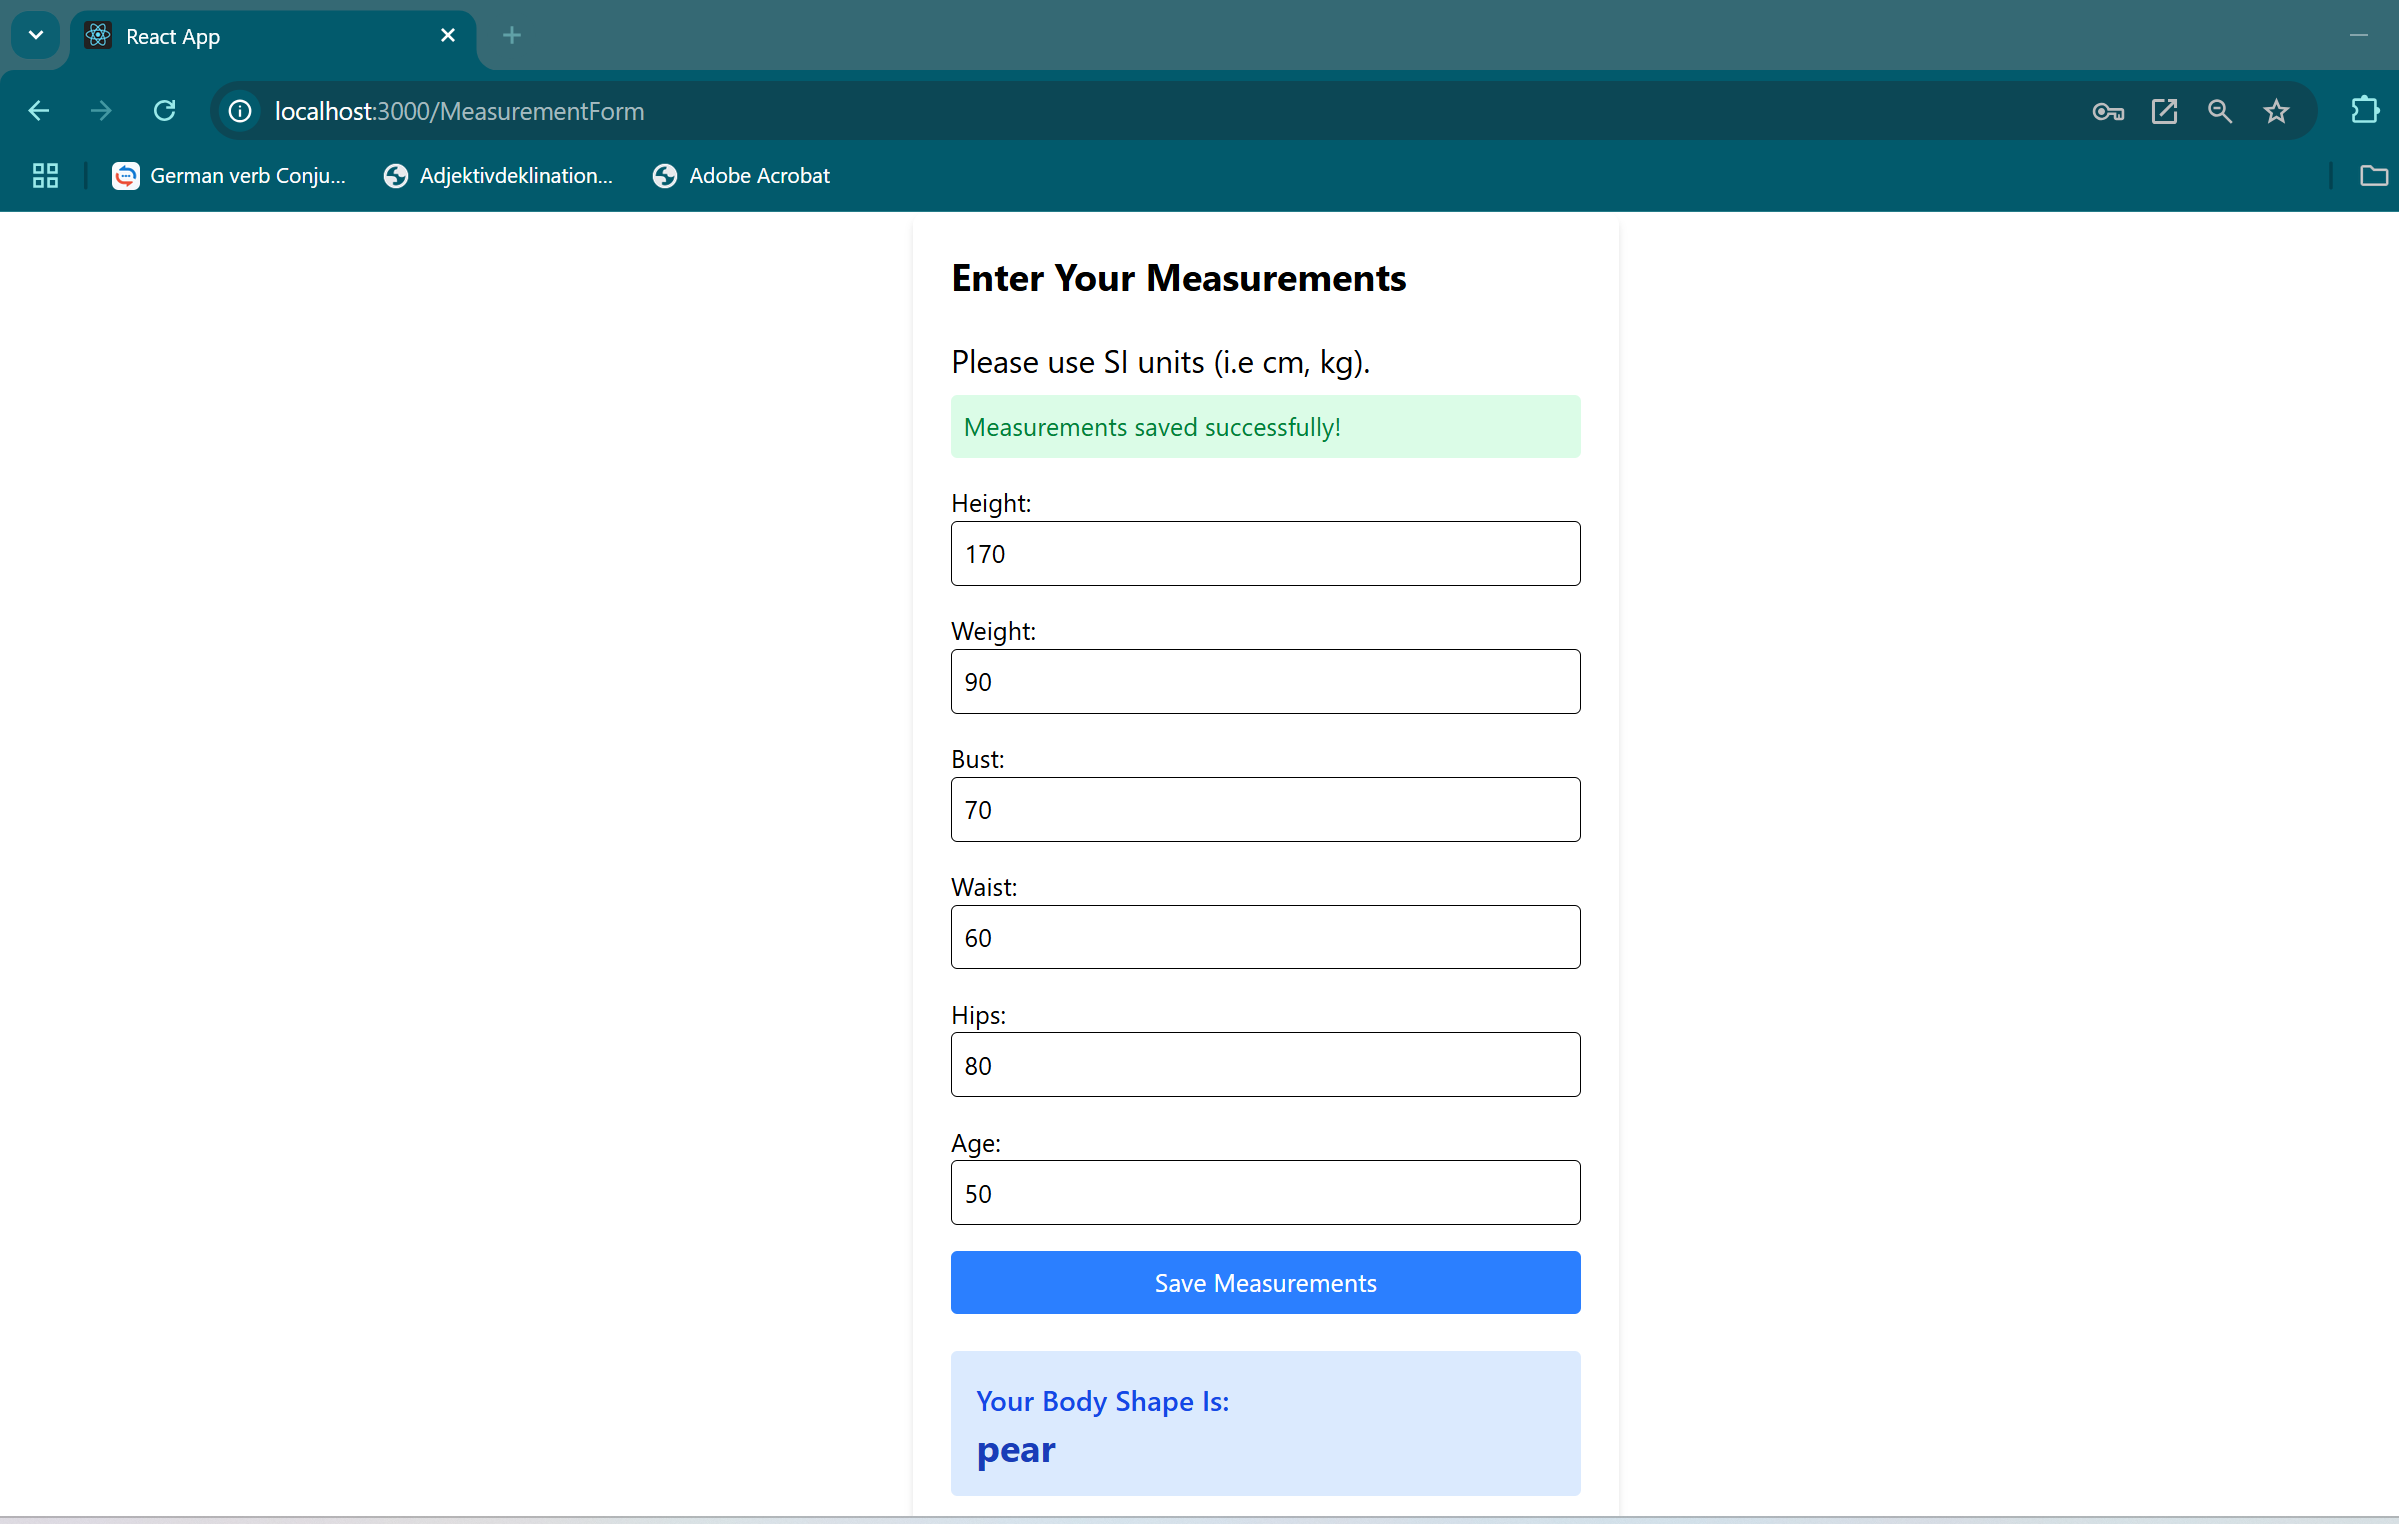 React App
localhost:3000/MeasurementForm
German verb Conju...
Adjektivdeklination...
Adobe Acrobat
Enter Your Measurements
Please use SI units (i.e cm, kg).
Measurements saved successfully!
Height:
170
Weight:
90
Bust:
70
Waist:
60
Hips:
80
Age:
50
Save Measurements
Your Body Shape Is:
pear